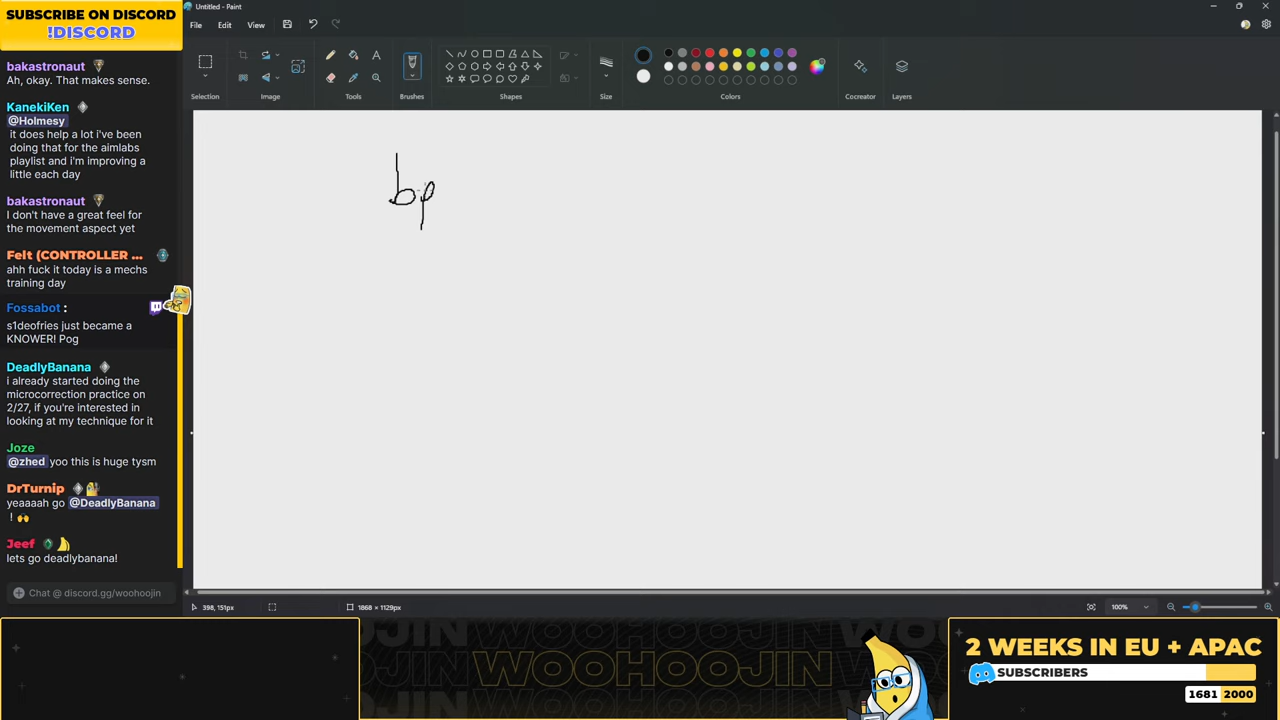 SUBSCRIBE ON DISCORD
!DISCORD
bakastronaut
Ah, okay. That makes sense.
KanekiKen
@Holmesy
it does help a lot i've been
doing that for the aimlabs
playlist and i'm improving a
little each day
bakastronaut
I don't have a great feel for
the movement aspect yet
Felt (CONTROLLER ...
ahh fuck it today is a mechs
training day
Fossabot :
s1deofries just became a
KNOWER! Pog
DeadlyBanana
i already started doing the
microcorrection practice on
2/27, if you're interested in
looking at my technique for it
Joze
@zhed yoo this is huge tysm
DrTurnip
yeaaaah go @DeadlyBanana
! 🙌
Jeef
lets go deadlybanana!
Chat @ discord.gg/woohoojin
Untitled - Paint
File Edit View
Selection Image Tools Brushes Shapes Size Colors Cocreator Layers
bp
398, 151px
1868 × 1129px
100%
WOOHOOJIN
2 WEEKS IN EU + APAC
SUBSCRIBERS
1681 2000